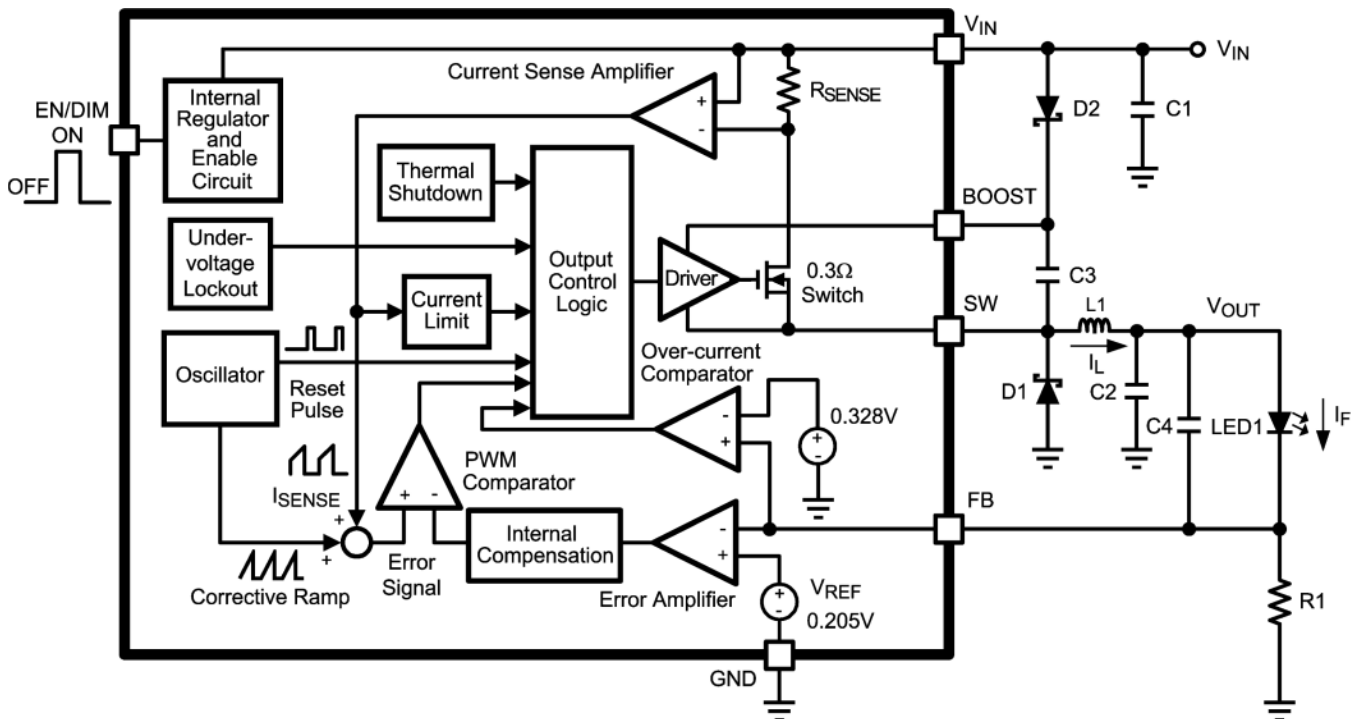 VIN
VIN
Current Sense Amplifier
+
-
RSENSE
D2
C1
EN/DIM
ON
OFF
Internal
Regulator
and
Enable
Circuit
Thermal
Shutdown
BOOST
Under-
voltage
Lockout
Output
Control
Logic
Driver
0.3Ω
Switch
C3
Current
Limit
SW
L1
VOUT
IL
Oscillator
Reset
Pulse
Over-current
Comparator
-
+
0.328V
+
-
D1
C2
C4
LED1
IF
ISENSE
PWM
Comparator
+
-
+
+
Corrective Ramp
Error
Signal
Internal
Compensation
Error Amplifier
-
+
FB
VREF
+
-
0.205V
R1
GND